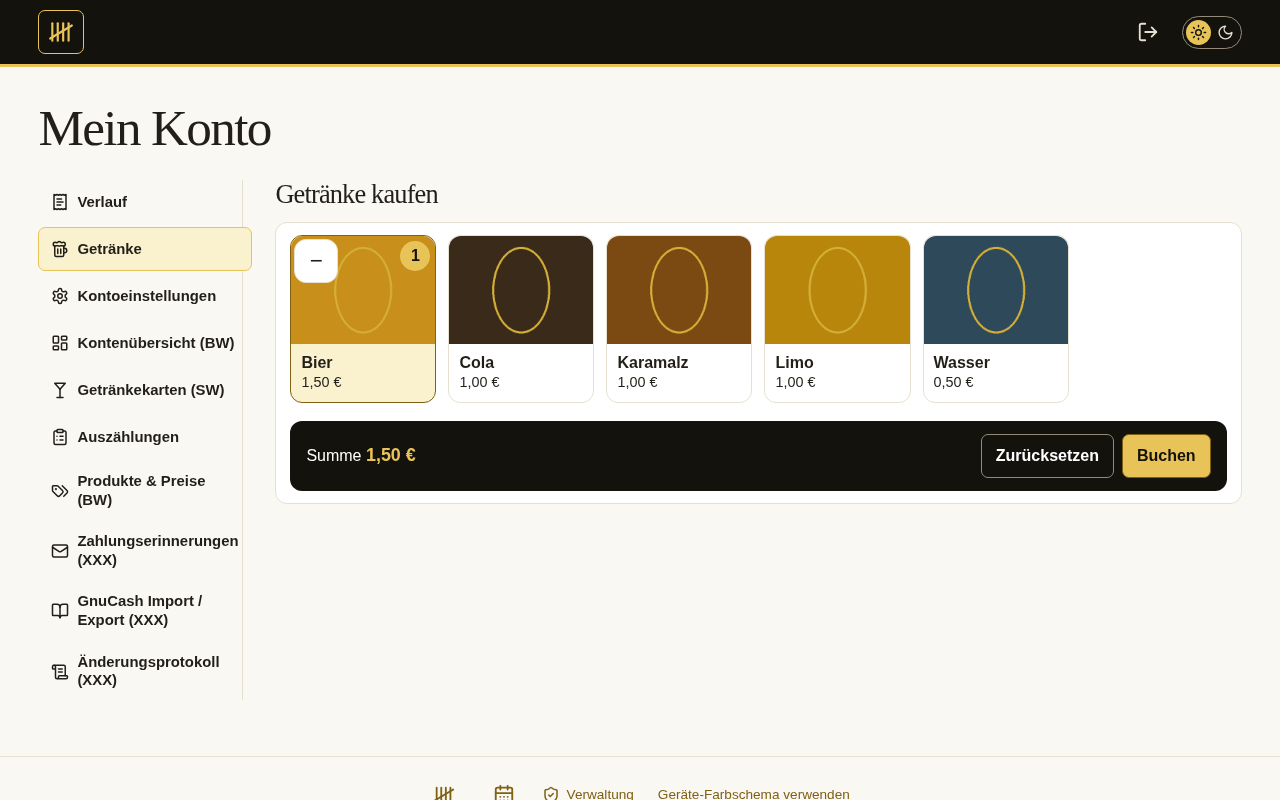 Mein Konto
Verlauf
Getränke
Kontoeinstellungen
Kontenübersicht (BW)
Getränkekarten (SW)
Auszählungen
Produkte & Preise
(BW)
Zahlungserinnerungen
(XXX)
GnuCash Import /
Export (XXX)
Änderungsprotokoll
(XXX)
Getränke kaufen
−
1
Bier
1,50 €
Cola
1,00 €
Karamalz
1,00 €
Limo
1,00 €
Wasser
0,50 €
Summe 1,50 €
Zurücksetzen
Buchen
Verwaltung
Geräte-Farbschema verwenden